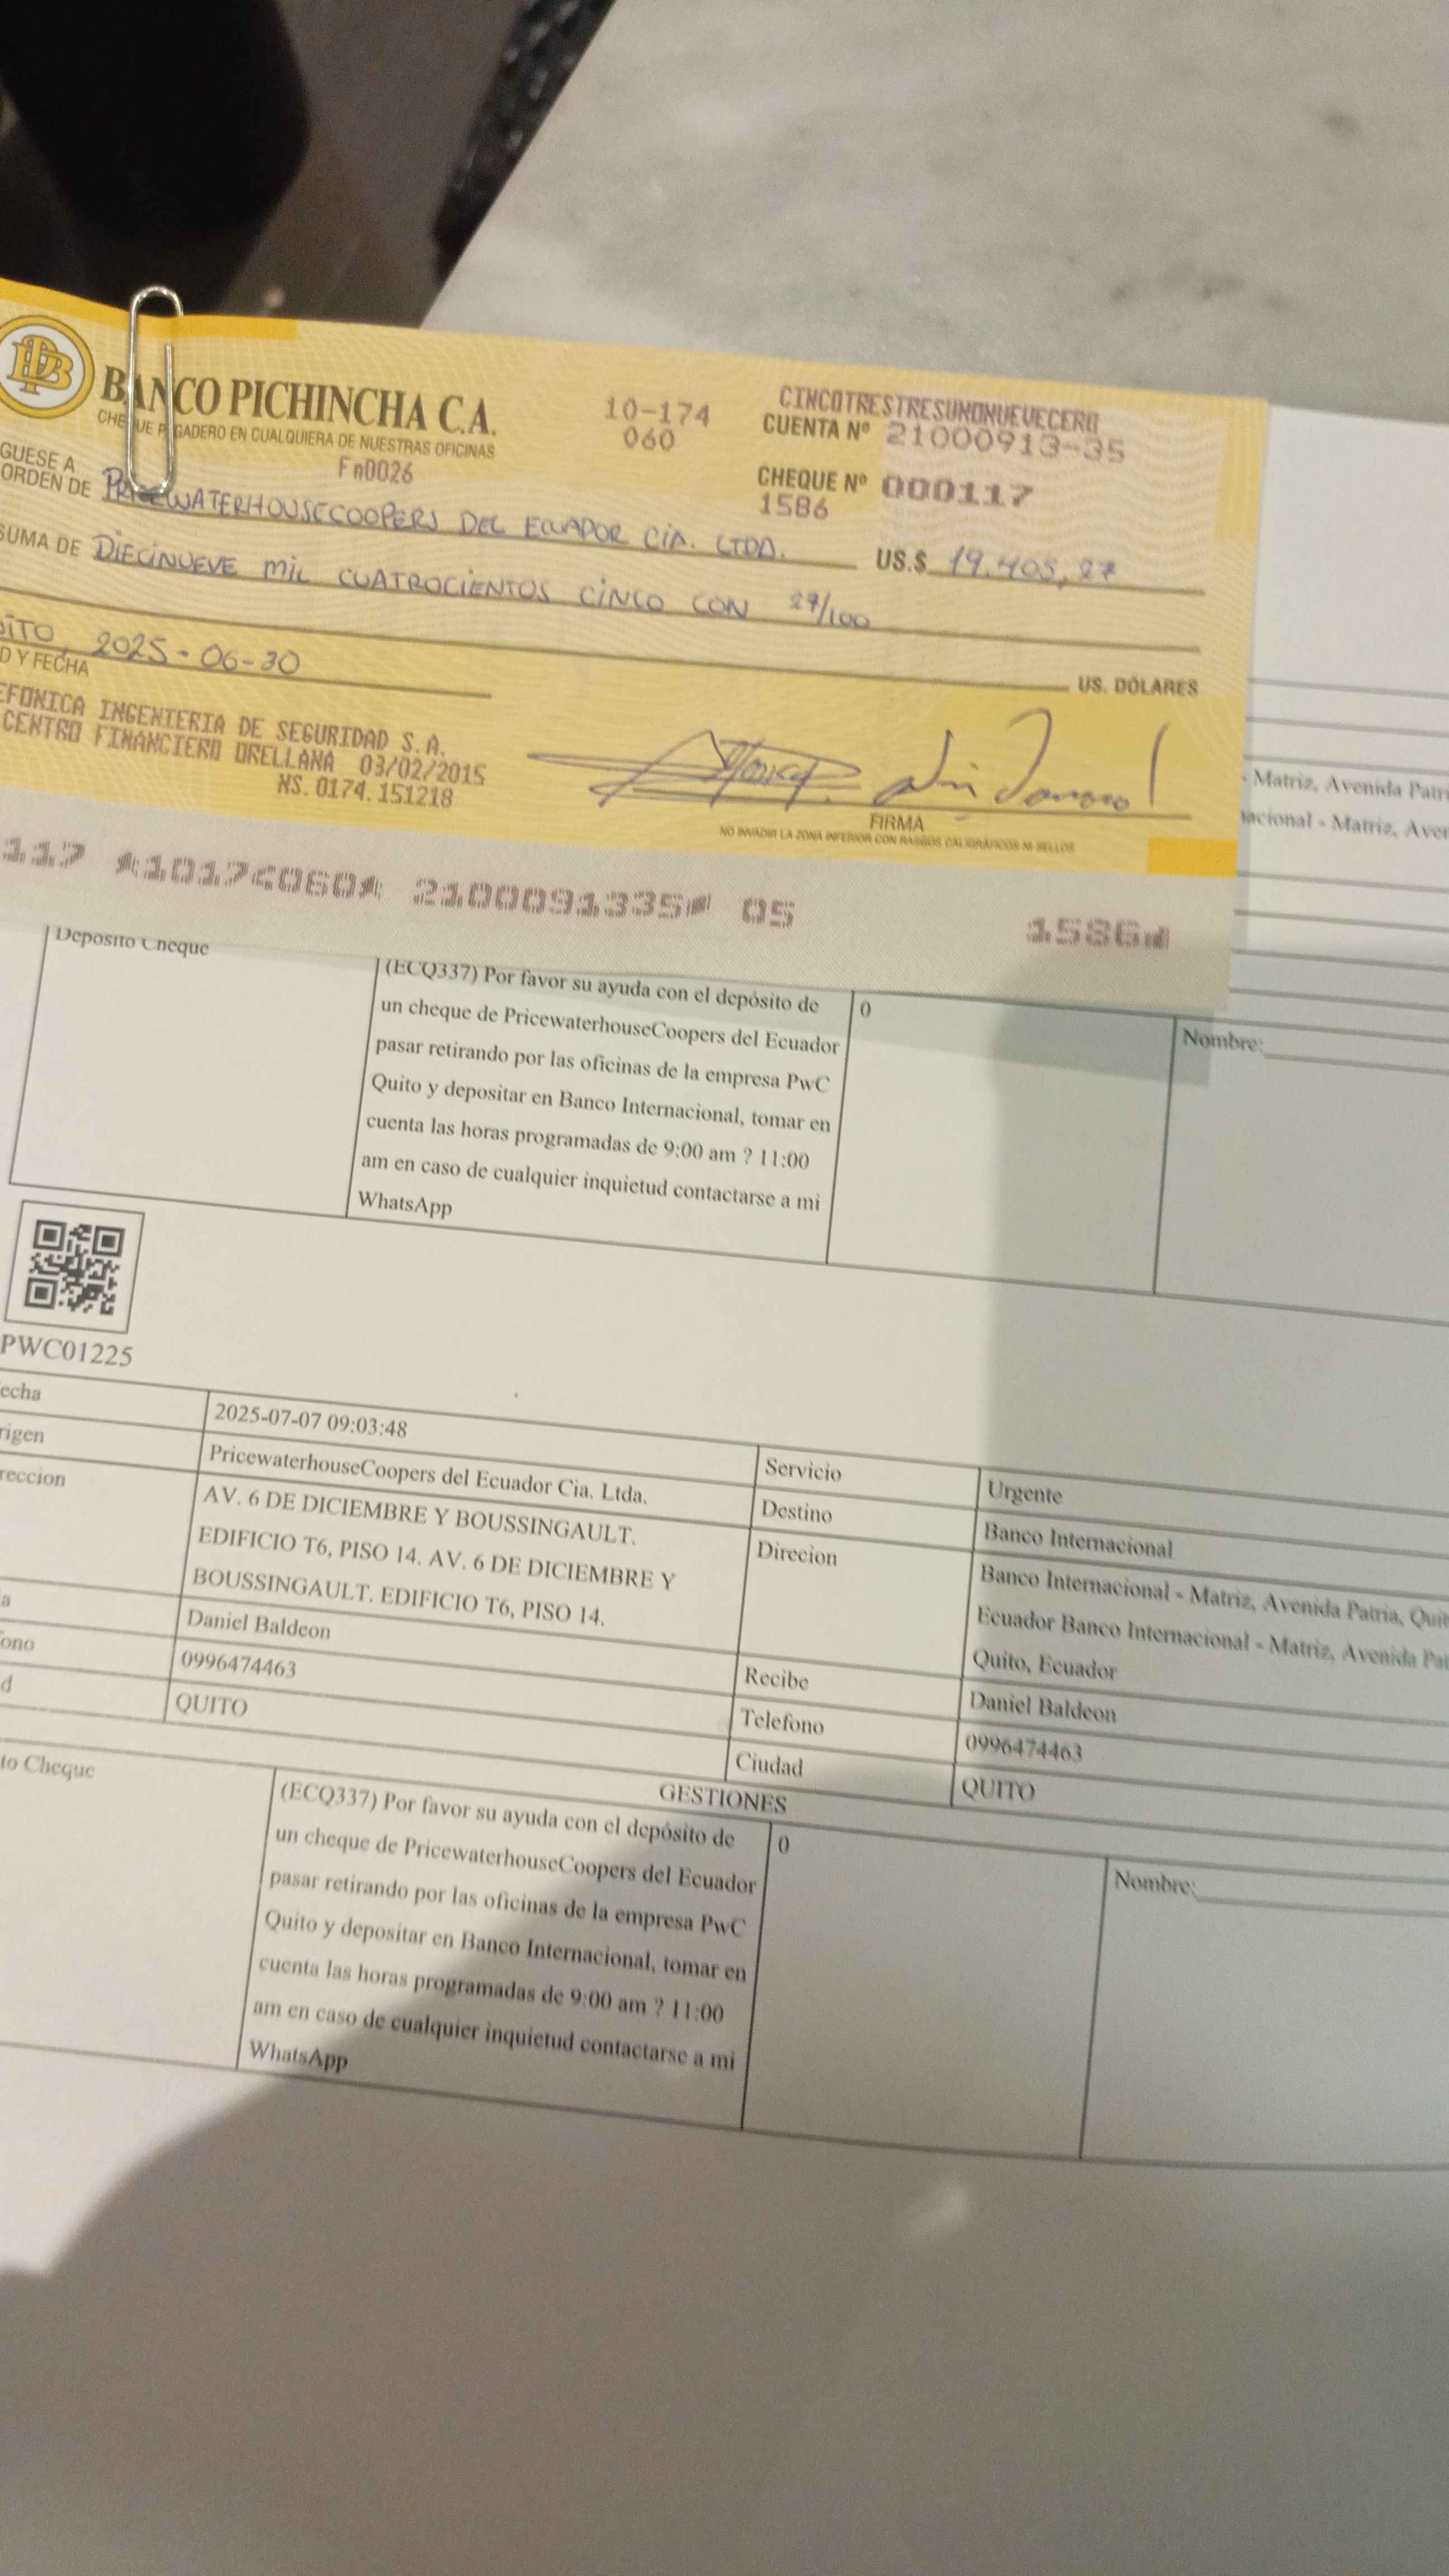 BANCO PICHINCHA C.A.
CHEQUE PAGADERO EN CUALQUIERA DE NUESTRAS OFICINAS
Fn0026
10-174
060
CINCOTRESTRESUNONUEVECERO
CUENTA Nº 21000913-35
CHEQUE Nº 000117
1586
GUESE A
ORDEN DE PRICEWATERHOUSECOOPERS DEL ECUADOR CIA. LTDA. US.$ 19.405,27
SUMA DE DIECINUEVE MIL CUATROCIENTOS CINCO CON 27/100
US. DÓLARES
ITO, 2025-06-30
D Y FECHA
EFONICA INGENIERIA DE SEGURIDAD S.A.
CENTRO FINANCIERO ORELLANA 03/02/2015
NS. 0174.151218
FIRMA
NO INVADIR LA ZONA INFERIOR CON RASGOS CALIGRÁFICOS NI SELLOS
117 10174060 2100091335 05 1586
- Matriz, Avenida Patri
nacional - Matriz, Aver
Deposito Cheque
(ECQ337) Por favor su ayuda con el depósito de
un cheque de PricewaterhouseCoopers del Ecuador
pasar retirando por las oficinas de la empresa PwC
Quito y depositar en Banco Internacional, tomar en
cuenta las horas programadas de 9:00 am ? 11:00
am en caso de cualquier inquietud contactarse a mi
WhatsApp
0
Nombre:
PWC01225
echa 2025-07-07 09:03:48 Servicio Urgente
rigen PricewaterhouseCoopers del Ecuador Cia. Ltda. Destino Banco Internacional
reccion AV. 6 DE DICIEMBRE Y BOUSSINGAULT. Direcion Banco Internacional - Matriz, Avenida Patria, Quit
EDIFICIO T6, PISO 14. AV. 6 DE DICIEMBRE Y Ecuador Banco Internacional - Matriz, Avenida Pat
BOUSSINGAULT. EDIFICIO T6, PISO 14. Quito, Ecuador
a Daniel Baldeon Recibe Daniel Baldeon
fono 0996474463 Telefono 0996474463
d QUITO Ciudad QUITO
GESTIONES
to Cheque
(ECQ337) Por favor su ayuda con el depósito de
un cheque de PricewaterhouseCoopers del Ecuador
pasar retirando por las oficinas de la empresa PwC
Quito y depositar en Banco Internacional, tomar en
cuenta las horas programadas de 9:00 am ? 11:00
am en caso de cualquier inquietud contactarse a mi
WhatsApp
0
Nombre: